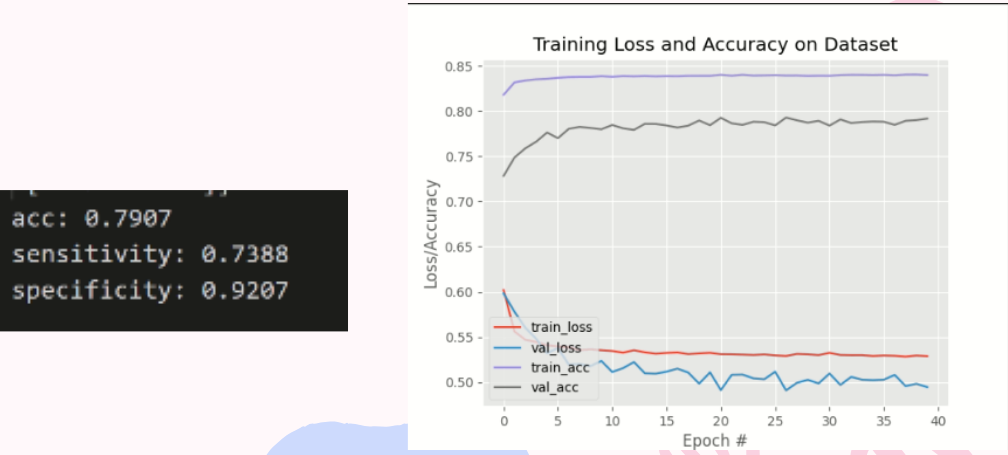 acc: 0.7907
sensitivity: 0.7388
specificity: 0.9207
Training Loss and Accuracy on Dataset
Loss/Accuracy
0.85
0.80
0.75
0.70
0.65
0.60
0.55
0.50
train_loss
val_loss
train_acc
val_acc
0 5 10 15 20 25 30 35 40
Epoch #